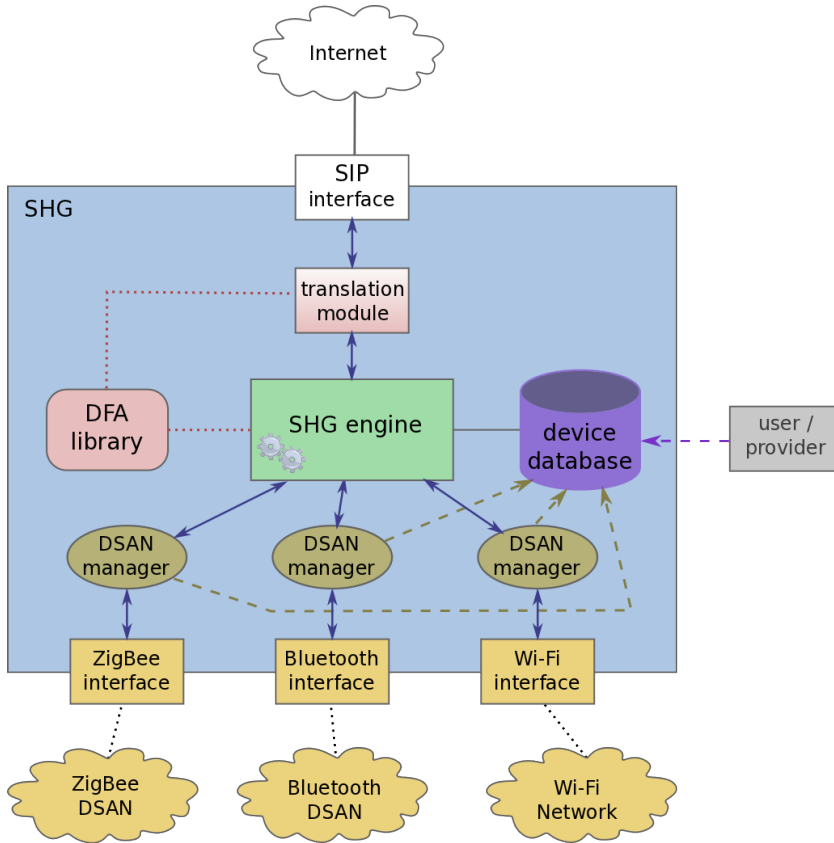 Internet
SIP
interface
SHG
translation
module
DFA
library
SHG engine
device
database
user /
provider
DSAN
manager
DSAN
manager
DSAN
manager
ZigBee
interface
Bluetooth
interface
Wi-Fi
interface
ZigBee
DSAN
Bluetooth
DSAN
Wi-Fi
Network